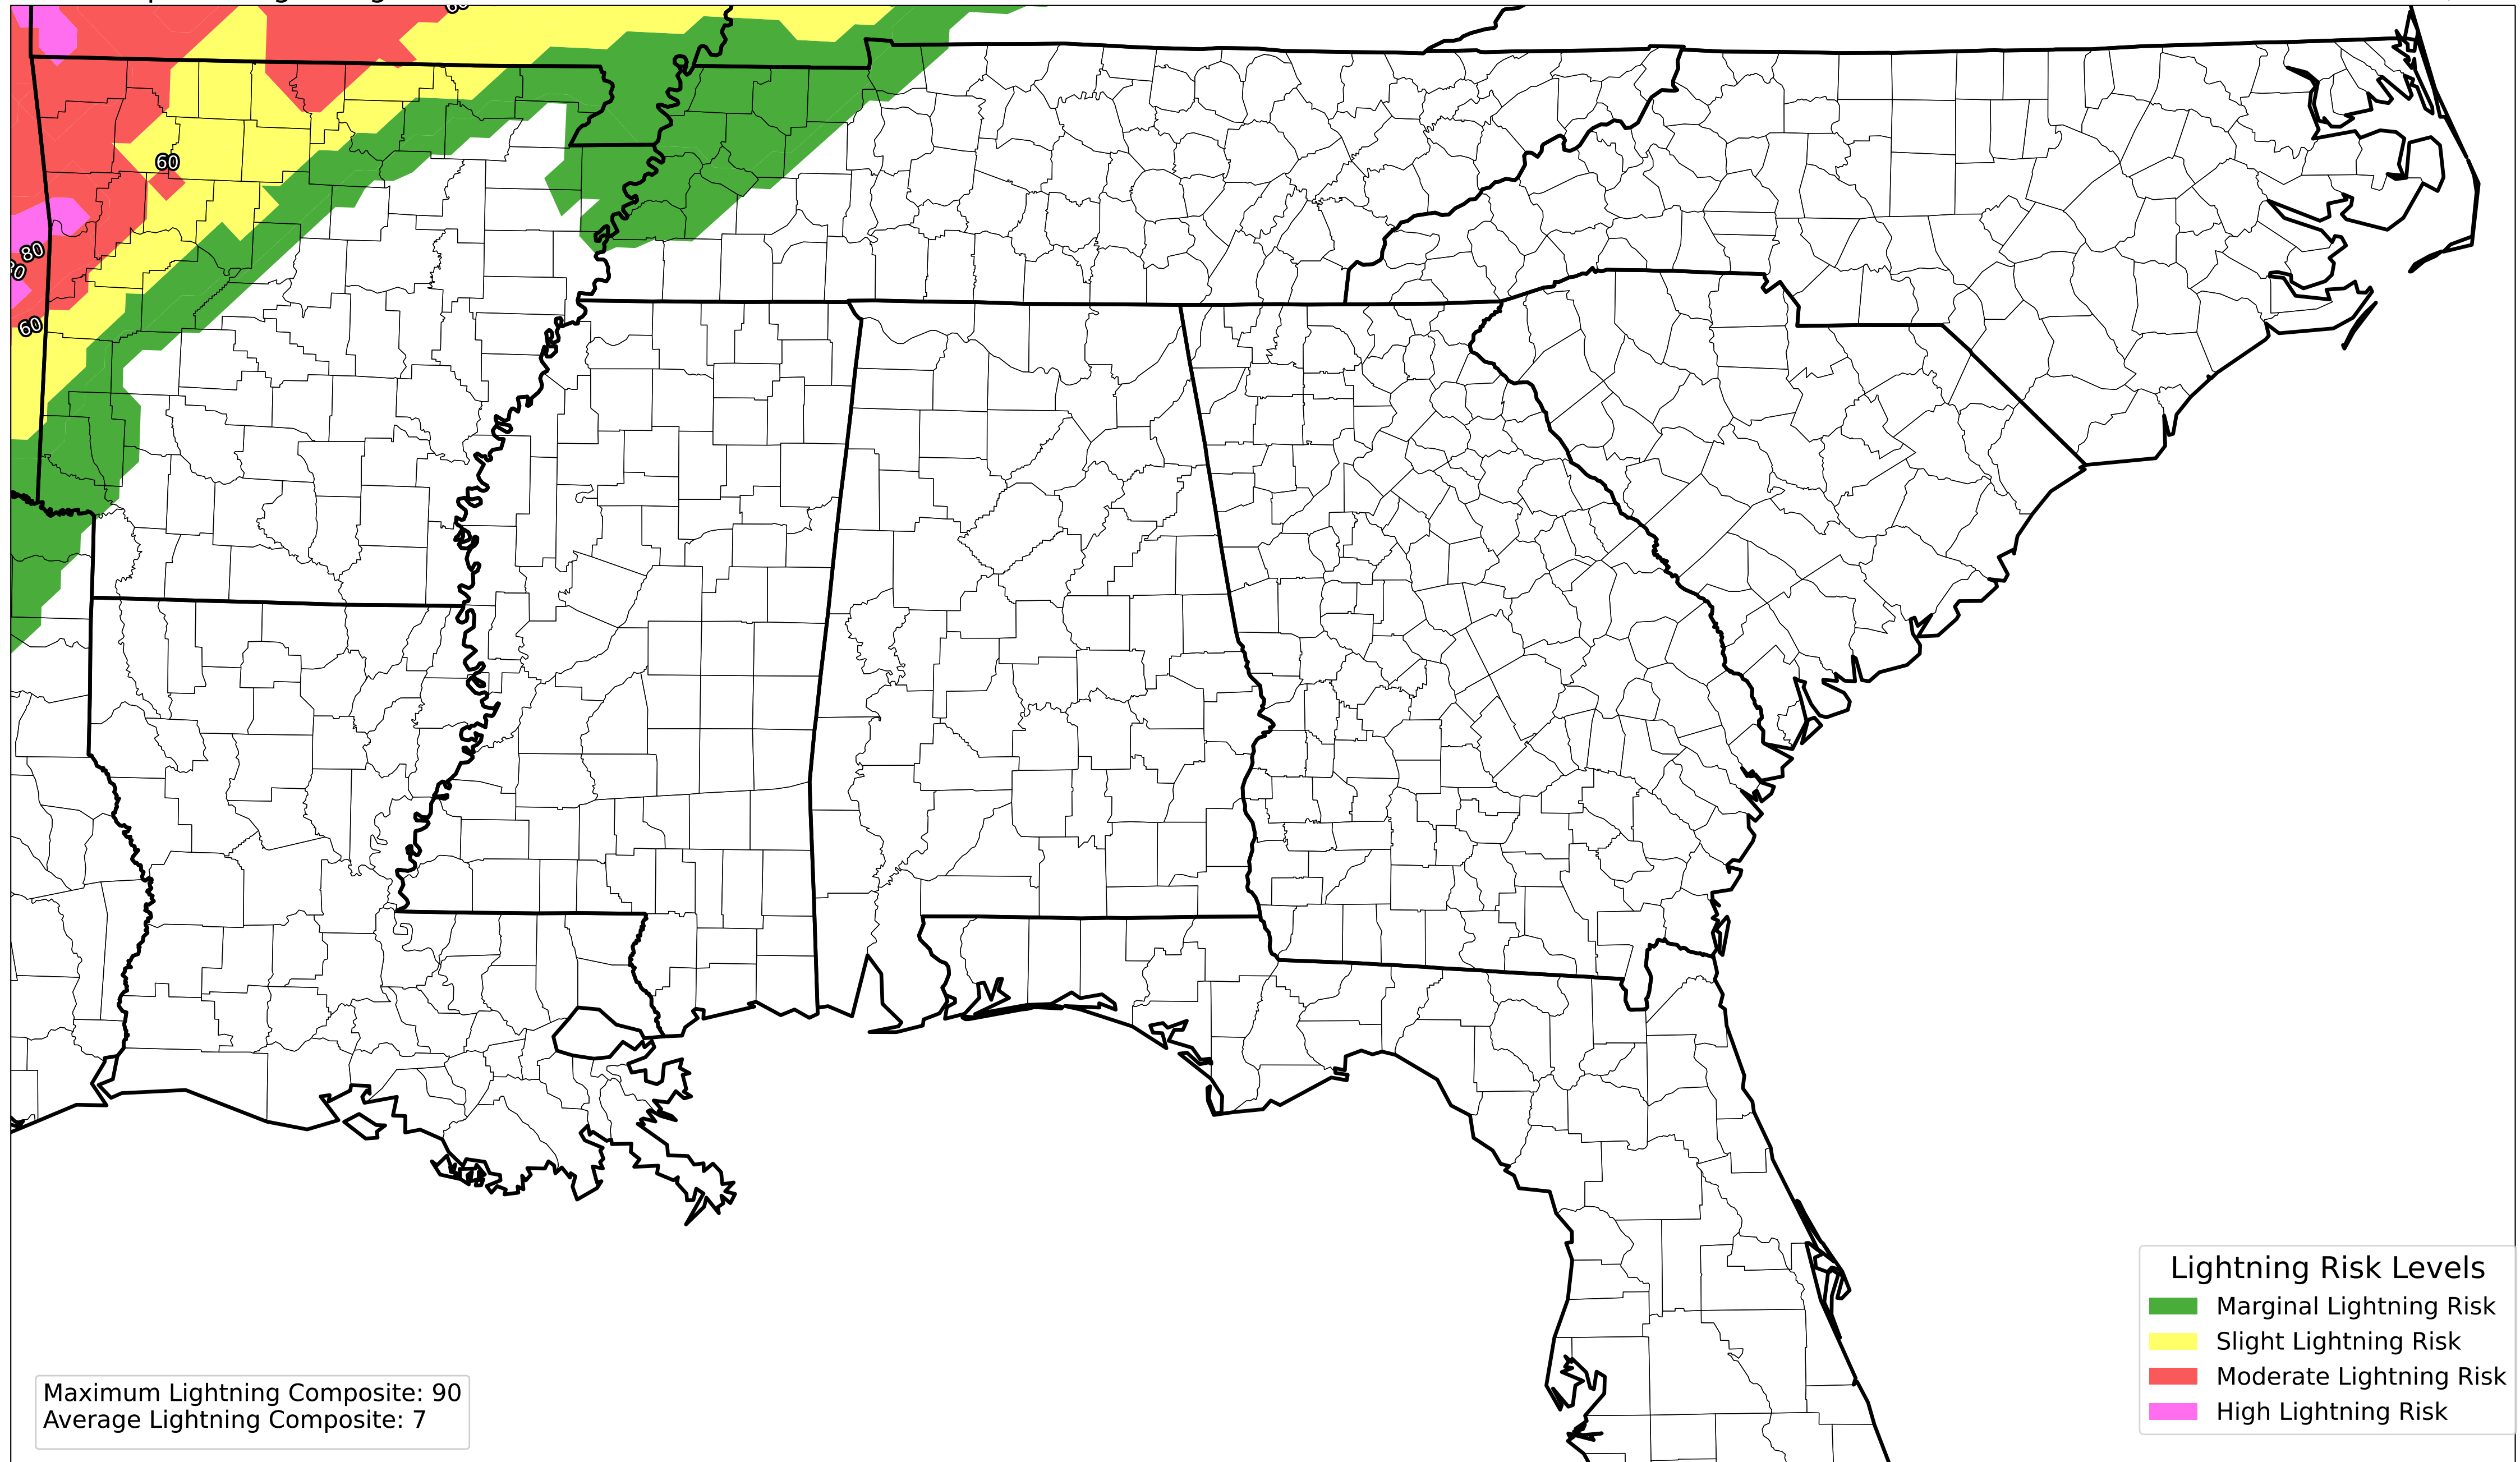 60
80
60
Lightning Risk Levels
Marginal Lightning Risk
Slight Lightning Risk
Moderate Lightning Risk
High Lightning Risk
Maximum Lightning Composite: 90
Average Lightning Composite: 7